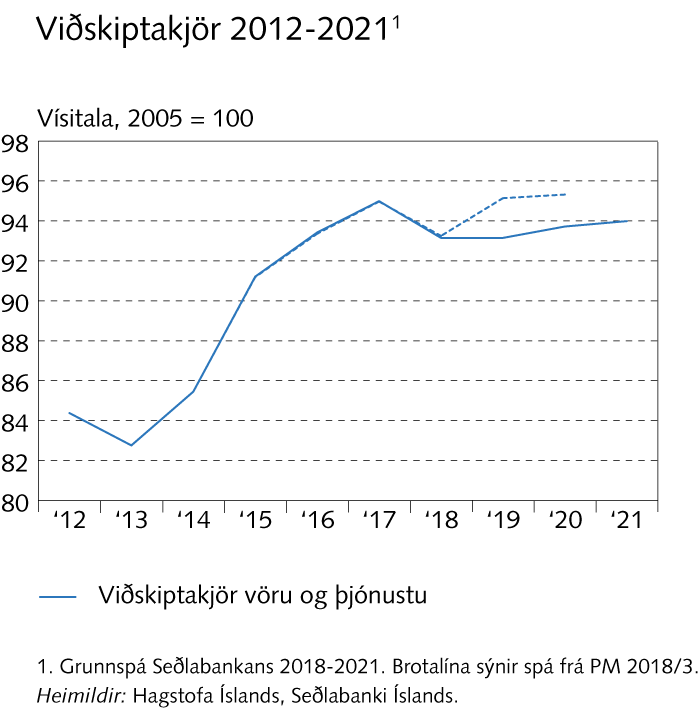 Viðskiptakjör 2012-2021¹
Vísitala, 2005 = 100
98
96
94
92
90
88
86
84
82
80
‘12 ‘13 ‘14 ‘15 ‘16 ‘17 ‘18 ‘19 ‘20 ‘21
Viðskiptakjör vöru og þjónustu
1. Grunnspá Seðlabankans 2018-2021. Brotalína sýnir spá frá PM 2018/3.
Heimildir: Hagstofa Íslands, Seðlabanki Íslands.